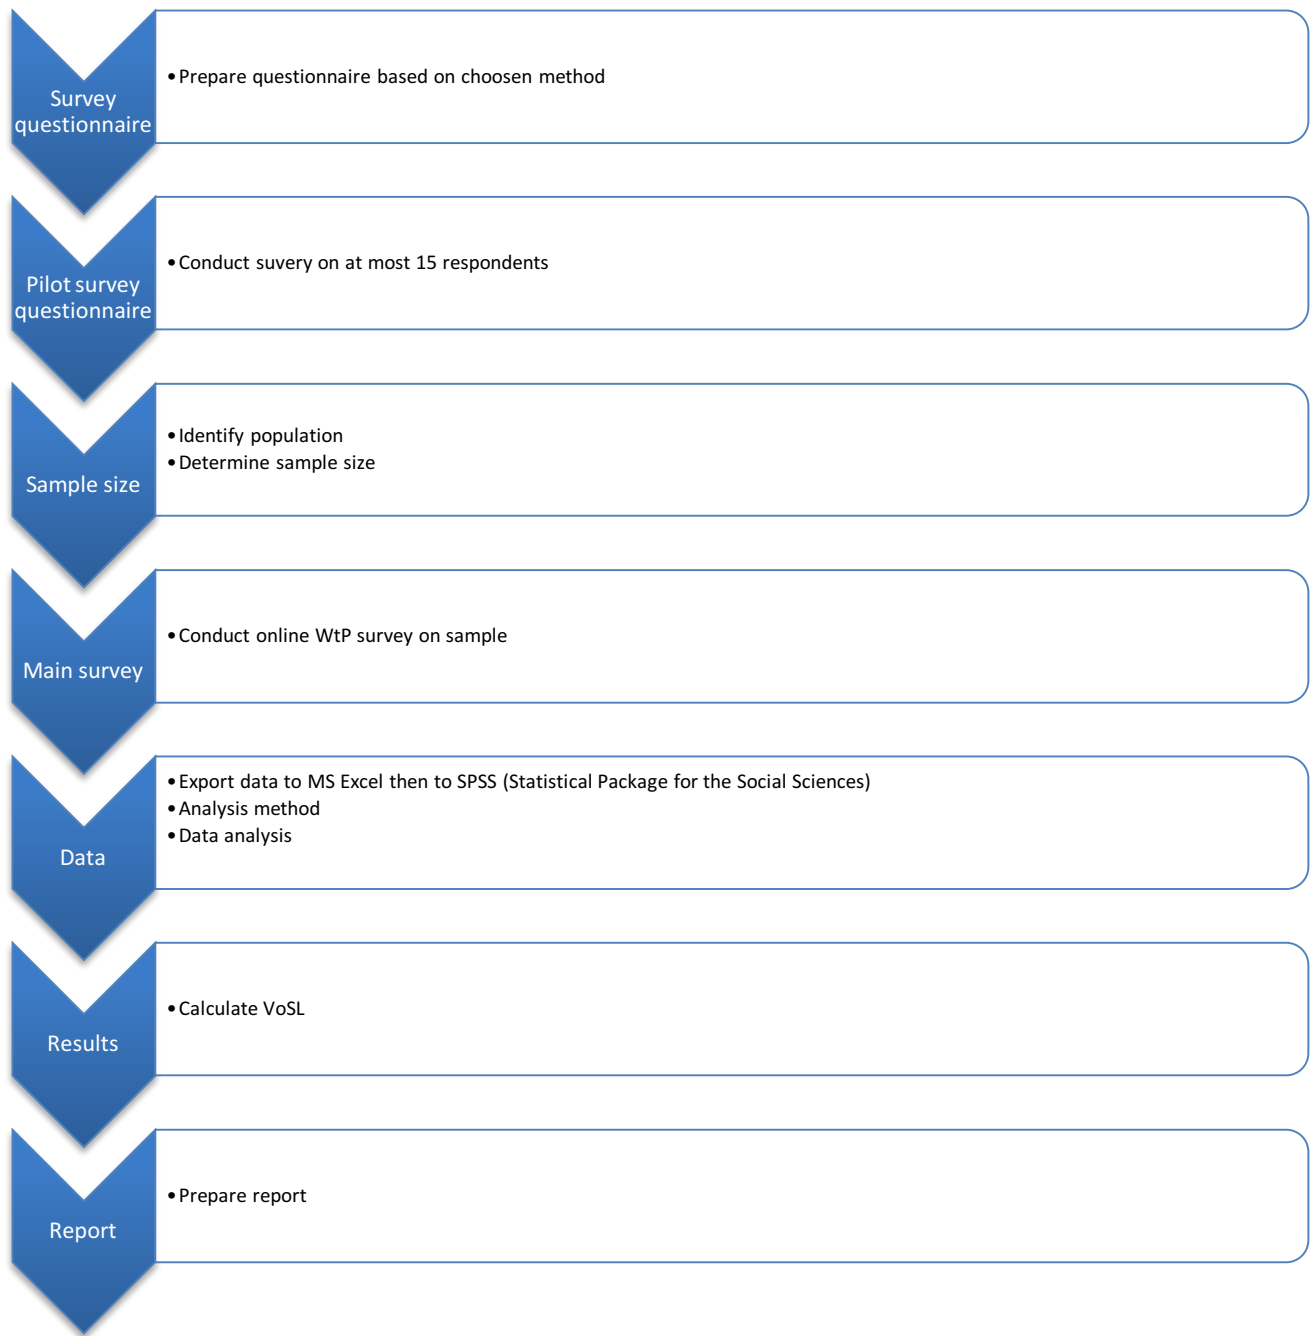 Survey
questionnaire
•Prepare questionnaire based on choosen method
Pilot survey
questionnaire
•Conduct suvery on at most 15 respondents
Sample size
•Identify population
•Determine sample size
Main survey
•Conduct online WtP survey on sample
Data
•Export data to MS Excel then to SPSS (Statistical Package for the Social Sciences)
•Analysis method
•Data analysis
Results
•Calculate VoSL
Report
•Prepare report